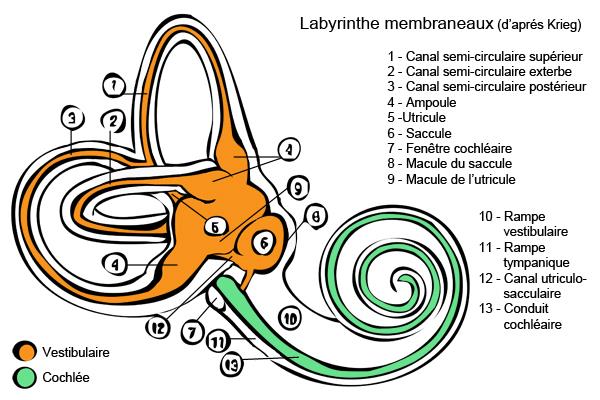 Labyrinthe membraneaux (d'aprés Krieg)
1 - Canal semi-circulaire supérieur
2 - Canal semi-circulaire exterbe
3 - Canal semi-circulaire postérieur
4 - Ampoule
5 -Utricule
6 - Saccule
7 - Fenêtre cochléaire
8 - Macule du saccule
9 - Macule de l'utricule
10 - Rampe
vestibulaire
11 - Rampe
tympanique
12 - Canal utriculo-
sacculaire
13 - Conduit
cochléaire
1
2
3
4
9
8
5
6
4
12
7
10
11
13
Vestibulaire
Cochlée